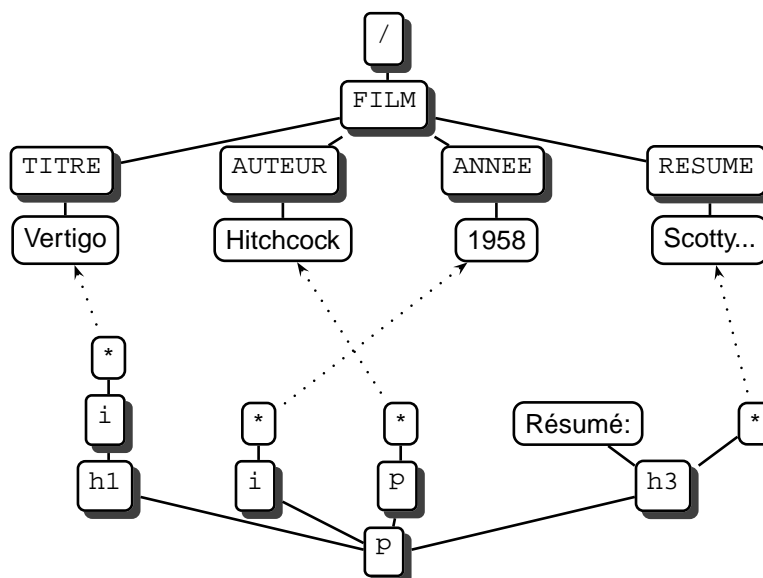 /
FILM
TITRE AUTEUR ANNEE RESUME
Vertigo Hitchcock 1958 Scotty...
*
i * * Résumé: *
h1 i p h3
p